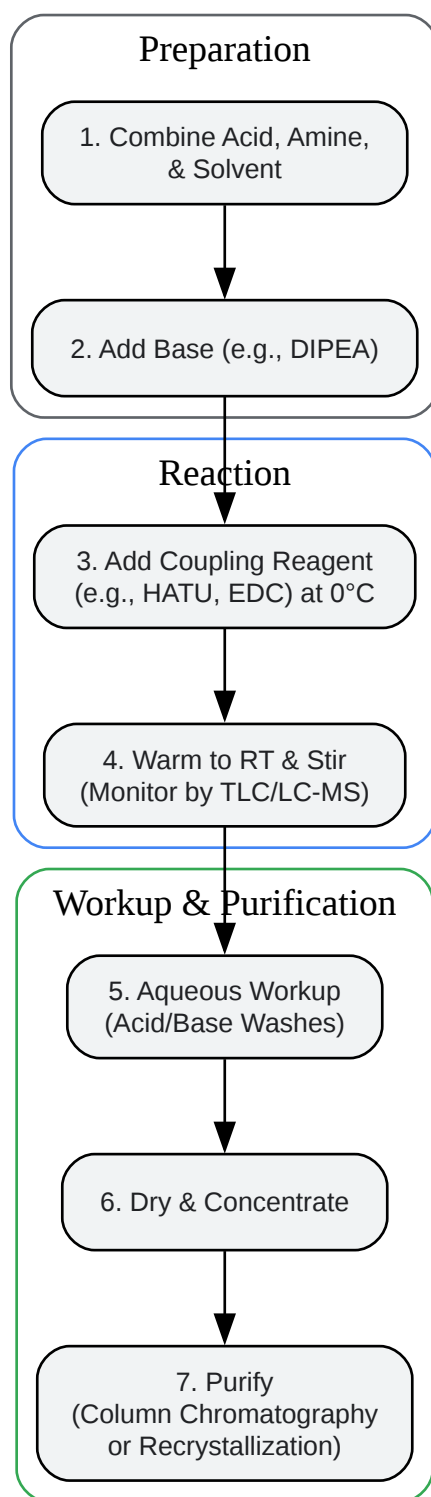 Preparation
1. Combine Acid, Amine,
& Solvent
2. Add Base (e.g., DIPEA)
Reaction
3. Add Coupling Reagent
(e.g., HATU, EDC) at 0°C
4. Warm to RT & Stir
(Monitor by TLC/LC-MS)
Workup & Purification
5. Aqueous Workup
(Acid/Base Washes)
6. Dry & Concentrate
7. Purify
(Column Chromatography
or Recrystallization)